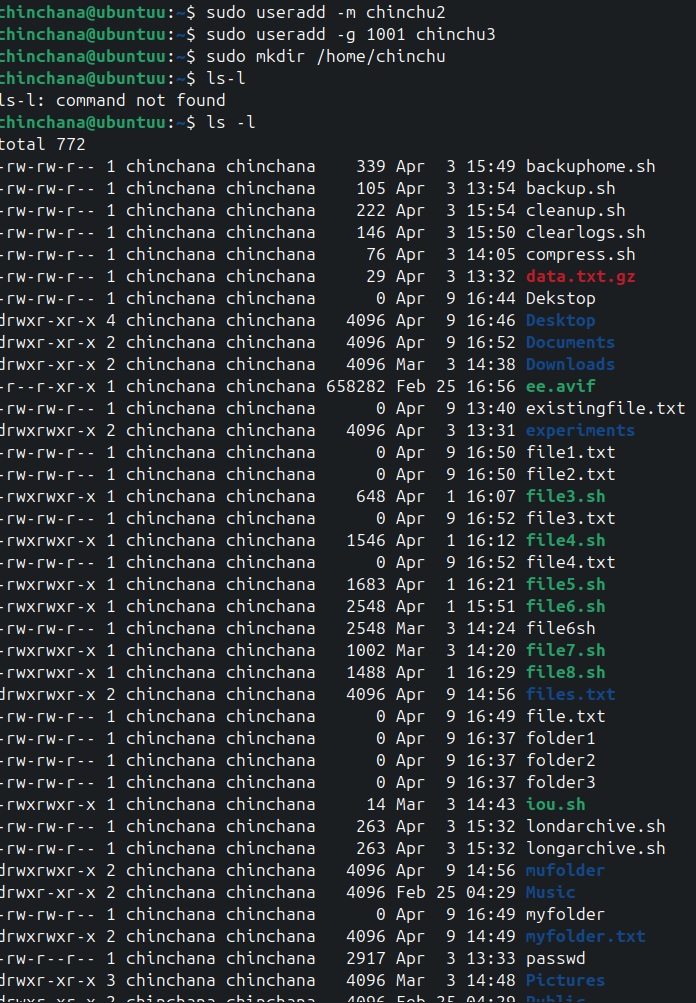 chinchana@ubuntuu:~$ sudo useradd -m chinchu2
chinchana@ubuntuu:~$ sudo useradd -g 1001 chinchu3
chinchana@ubuntuu:~$ sudo mkdir /home/chinchu
chinchana@ubuntuu:~$ ls-l
ls-l: command not found
chinchana@ubuntuu:~$ ls -l
total 772
-rw-rw-r-- 1 chinchana chinchana    339 Apr  3 15:49 backuphome.sh
-rw-rw-r-- 1 chinchana chinchana    105 Apr  3 13:54 backup.sh
-rw-rw-r-- 1 chinchana chinchana    222 Apr  3 15:54 cleanup.sh
-rw-rw-r-- 1 chinchana chinchana    146 Apr  3 15:50 clearlogs.sh
-rw-rw-r-- 1 chinchana chinchana     76 Apr  3 14:05 compress.sh
-rw-rw-r-- 1 chinchana chinchana     29 Apr  3 13:32 data.txt.gz
-rw-rw-r-- 1 chinchana chinchana      0 Apr  9 16:44 Dekstop
drwxr-xr-x 4 chinchana chinchana   4096 Apr  9 16:46 Desktop
drwxr-xr-x 2 chinchana chinchana   4096 Apr  9 16:52 Documents
drwxr-xr-x 2 chinchana chinchana   4096 Mar  3 14:38 Downloads
-r--r-xr-x 1 chinchana chinchana 658282 Feb 25 16:56 ee.avif
-rw-rw-r-- 1 chinchana chinchana      0 Apr  9 13:40 existingfile.txt
drwxrwxr-x 2 chinchana chinchana   4096 Apr  3 13:31 experiments
-rw-rw-r-- 1 chinchana chinchana      0 Apr  9 16:50 file1.txt
-rw-rw-r-- 1 chinchana chinchana      0 Apr  9 16:50 file2.txt
-rwxrwxr-x 1 chinchana chinchana    648 Apr  1 16:07 file3.sh
-rw-rw-r-- 1 chinchana chinchana      0 Apr  9 16:52 file3.txt
-rwxrwxr-x 1 chinchana chinchana   1546 Apr  1 16:12 file4.sh
-rw-rw-r-- 1 chinchana chinchana      0 Apr  9 16:52 file4.txt
-rwxrwxr-x 1 chinchana chinchana   1683 Apr  1 16:21 file5.sh
-rwxrwxr-x 1 chinchana chinchana   2548 Apr  1 15:51 file6.sh
-rw-rw-r-- 1 chinchana chinchana   2548 Mar  3 14:24 file6sh
-rwxrwxr-x 1 chinchana chinchana   1002 Mar  3 14:20 file7.sh
-rwxrwxr-x 1 chinchana chinchana   1488 Apr  1 16:29 file8.sh
drwxrwxr-x 2 chinchana chinchana   4096 Apr  9 14:56 files.txt
-rw-rw-r-- 1 chinchana chinchana      0 Apr  9 16:49 file.txt
-rw-rw-r-- 1 chinchana chinchana      0 Apr  9 16:37 folder1
-rw-rw-r-- 1 chinchana chinchana      0 Apr  9 16:37 folder2
-rw-rw-r-- 1 chinchana chinchana      0 Apr  9 16:37 folder3
-rwxrwxr-x 1 chinchana chinchana     14 Mar  3 14:43 iou.sh
-rw-rw-r-- 1 chinchana chinchana    263 Apr  3 15:32 londarchive.sh
-rw-rw-r-- 1 chinchana chinchana    263 Apr  3 15:32 longarchive.sh
drwxrwxr-x 2 chinchana chinchana   4096 Apr  9 14:56 mufolder
drwxr-xr-x 2 chinchana chinchana   4096 Feb 25 04:29 Music
-rw-rw-r-- 1 chinchana chinchana      0 Apr  9 16:49 myfolder
drwxrwxr-x 2 chinchana chinchana   4096 Apr  9 14:49 myfolder.txt
-rw-r--r-- 1 chinchana chinchana   2917 Apr  3 13:33 passwd
drwxr-xr-x 3 chinchana chinchana   4096 Mar  3 14:48 Pictures
drwxr-xr-x 2 chinchana chinchana   4096 Feb 25 04:29 Public